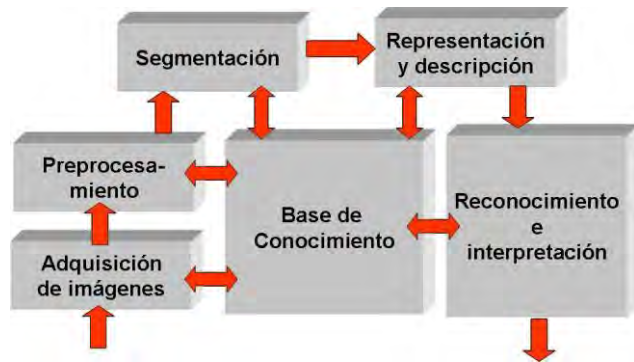 Segmentación
Representación
y descripción
Preprocesa-
miento
Base de
Conocimiento
Reconocimiento
e
interpretación
Adquisición
de imágenes